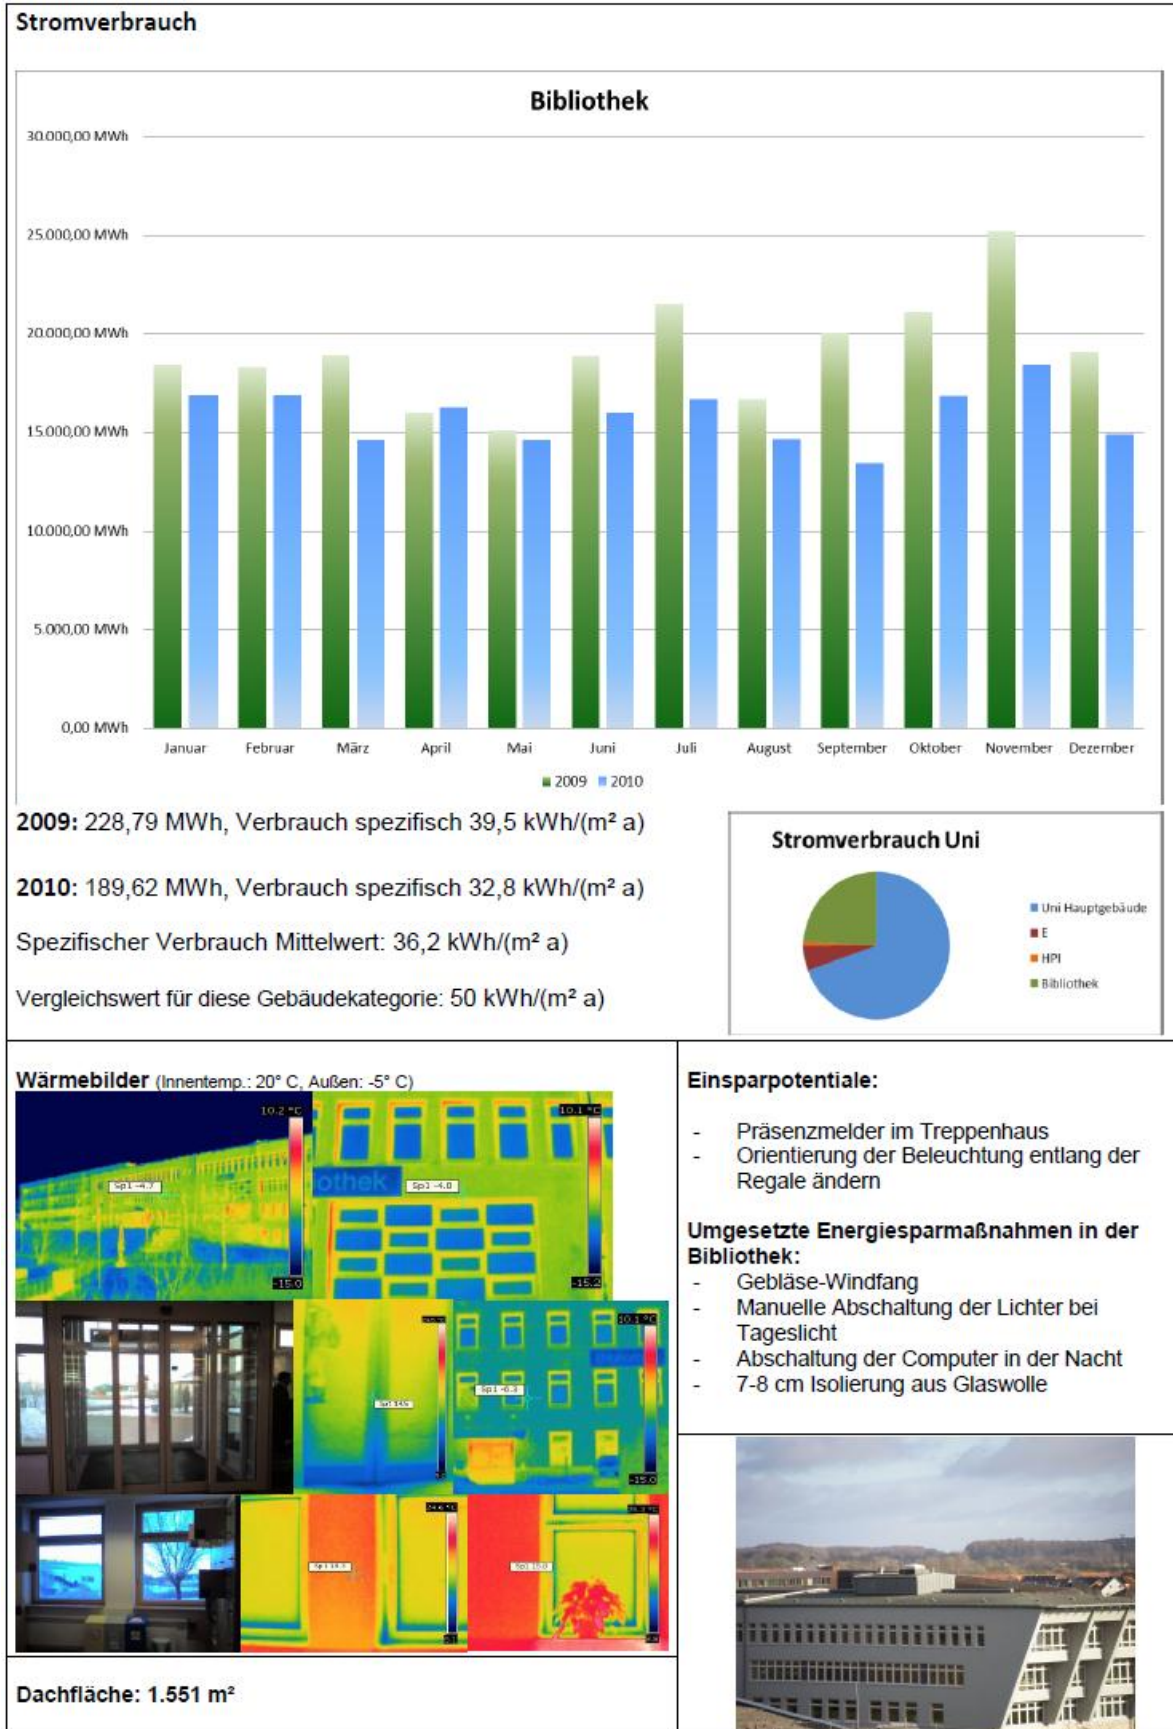 Stromverbrauch
Bibliothek
30.000,00 MWh
25.000,00 MWh
20.000,00 MWh
15.000,00 MWh
10.000,00 MWh
5.000,00 MWh
0,00 MWh
Januar Februar März April Mai Juni Juli August September Oktober November Dezember
2009 2010
2009: 228,79 MWh, Verbrauch spezifisch 39,5 kWh/(m² a)
2010: 189,62 MWh, Verbrauch spezifisch 32,8 kWh/(m² a)
Spezifischer Verbrauch Mittelwert: 36,2 kWh/(m² a)
Vergleichswert für diese Gebäudekategorie: 50 kWh/(m² a)
Stromverbrauch Uni
Uni Hauptgebäude
E
HPI
Bibliothek
Wärmebilder (Innentemp.: 20° C, Außen: -5° C)
10.2 °C
Sp1 -4.7
-15.0
10.1 °C
othek
Sp1 -4.8
-15.2
10.1 °C
-15.0
Dachfläche: 1.551 m²
Einsparpotentiale:
- Präsenzmelder im Treppenhaus
- Orientierung der Beleuchtung entlang der
Regale ändern
Umgesetzte Energiesparmaßnahmen in der
Bibliothek:
- Gebläse-Windfang
- Manuelle Abschaltung der Lichter bei
Tageslicht
- Abschaltung der Computer in der Nacht
- 7-8 cm Isolierung aus Glaswolle